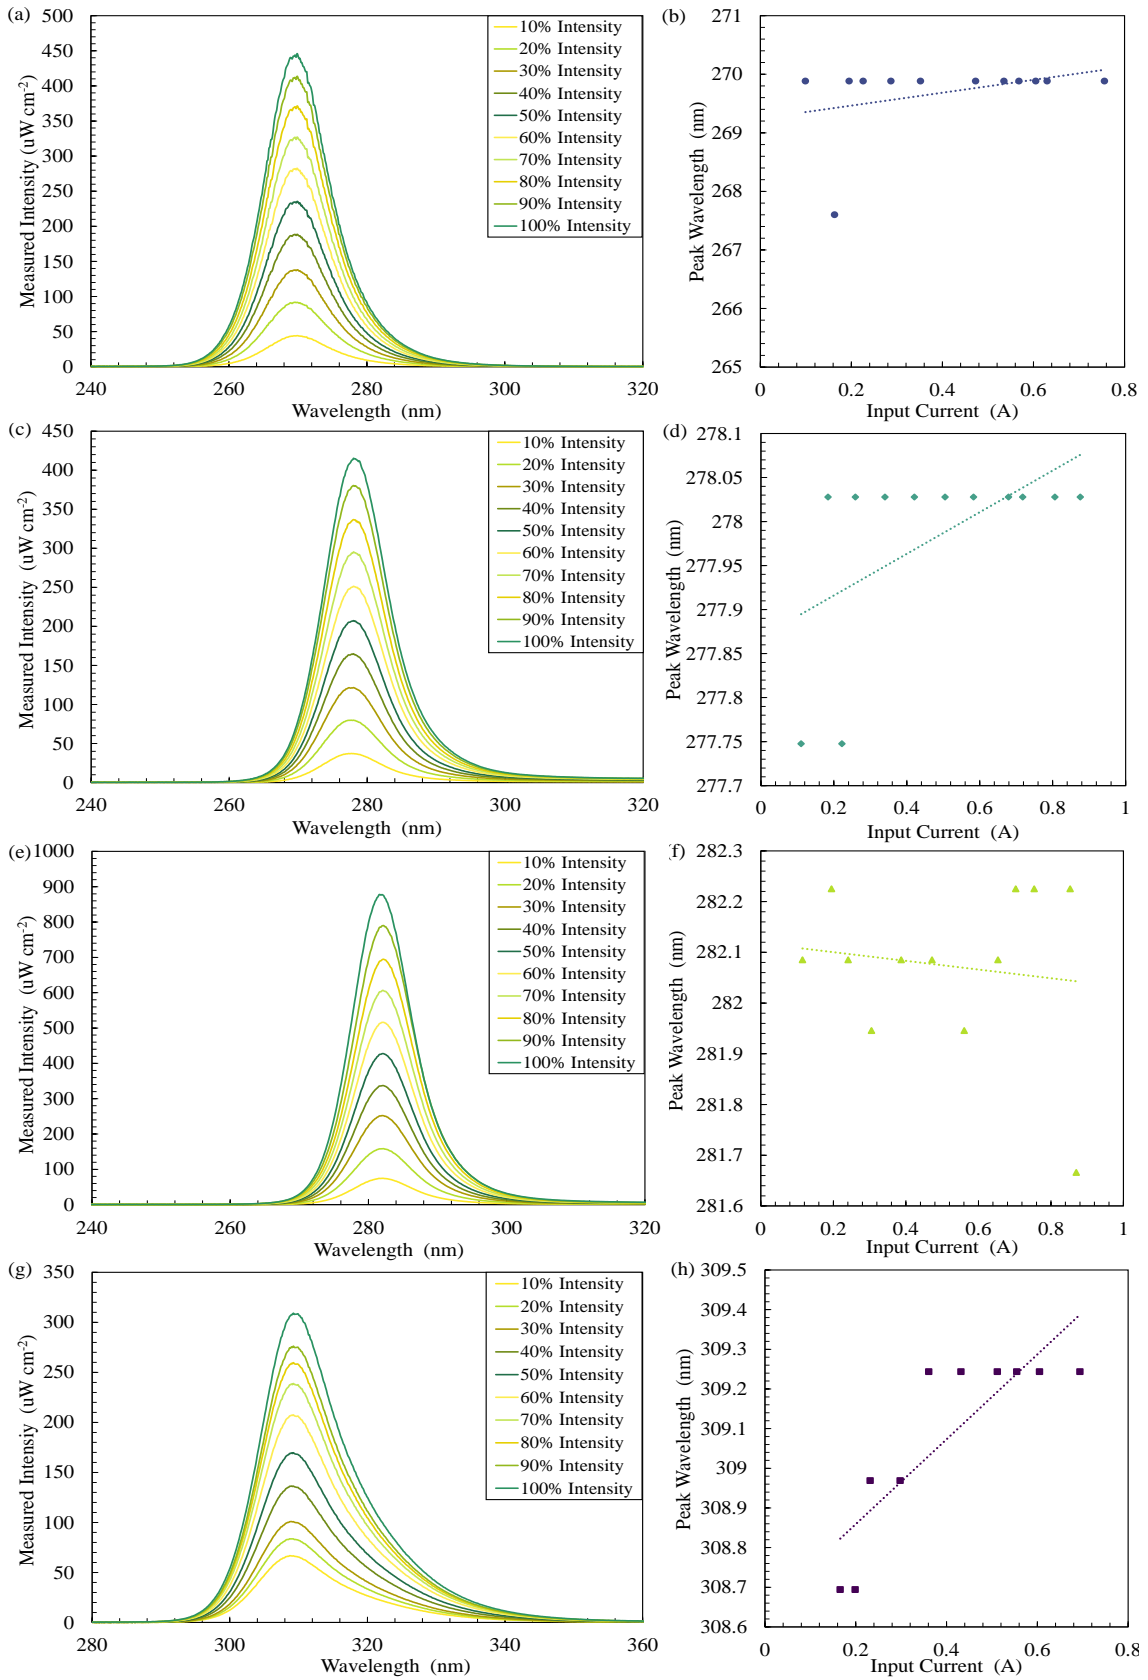 (a)
500
450
400
350
300
250
200
150
100
50
0
Measured Intensity (uW cm-2)
240 260 280 300 320
Wavelength (nm)
10% Intensity
20% Intensity
30% Intensity
40% Intensity
50% Intensity
60% Intensity
70% Intensity
80% Intensity
90% Intensity
100% Intensity
(b)
271
270
269
268
267
266
265
Peak Wavelength (nm)
0 0.2 0.4 0.6 0.8
Input Current (A)
(c)
450
400
350
300
250
200
150
100
50
0
Measured Intensity (uW cm-2)
240 260 280 300 320
Wavelength (nm)
10% Intensity
20% Intensity
30% Intensity
40% Intensity
50% Intensity
60% Intensity
70% Intensity
80% Intensity
90% Intensity
100% Intensity
(d)
278.1
278.05
278
277.95
277.9
277.85
277.8
277.75
277.7
Peak Wavelength (nm)
0 0.2 0.4 0.6 0.8 1
Input Current (A)
(e)
1000
900
800
700
600
500
400
300
200
100
0
Measured Intensity (uW cm-2)
240 260 280 300 320
Wavelength (nm)
10% Intensity
20% Intensity
30% Intensity
40% Intensity
50% Intensity
60% Intensity
70% Intensity
80% Intensity
90% Intensity
100% Intensity
(f)
282.3
282.2
282.1
282
281.9
281.8
281.7
281.6
Peak Wavelength (nm)
0 0.2 0.4 0.6 0.8 1
Input Current (A)
(g)
350
300
250
200
150
100
50
0
Measured Intensiy (uW cm-2)
280 300 320 340 360
Wavelength (nm)
10% Intensity
20% Intensity
30% Intensity
40% Intensity
50% Intensity
60% Intensity
70% Intensity
80% Intensity
90% Intensity
100% Intensity
(h)
309.5
309.4
309.3
309.2
309.1
309
308.9
308.8
308.7
308.6
Peak Wavelength (nm)
0 0.2 0.4 0.6 0.8
Input Current (A)